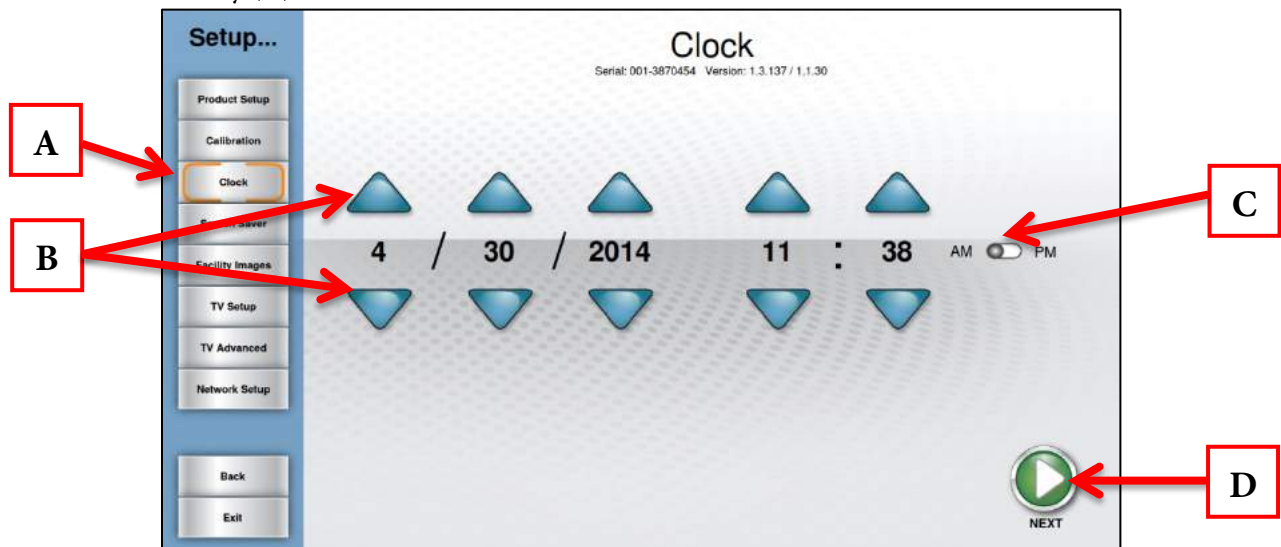 Setup...
Clock
Serial: 001-3870454 Version: 1.3.137 / 1.1.30
Product Setup
A
Calibration
Clock
C
Saver
B
4 / 30 / 2014 11 : 38 AM PM
Facility Images
TV Setup
TV Advanced
Network Setup
Back
D
Exit
NEXT